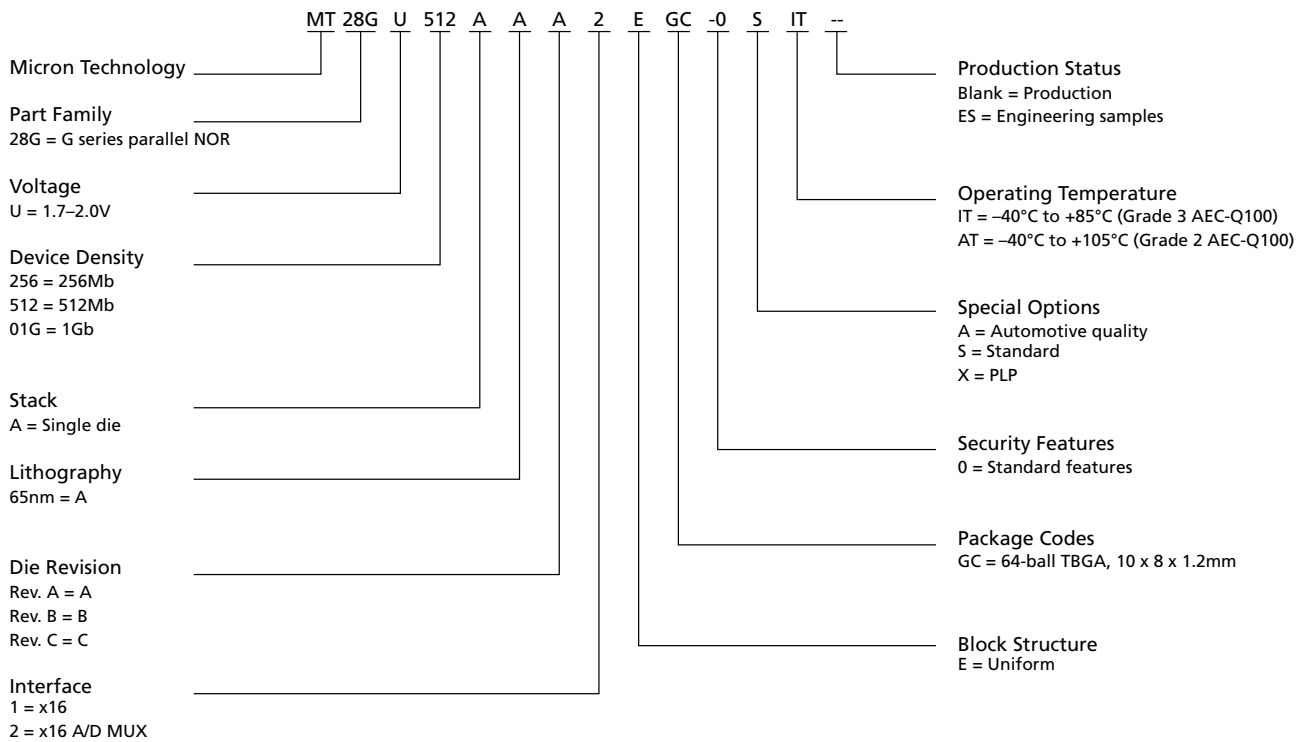 MT 28G U 512 A A A 2 E GC -0 S IT --
Micron Technology
Part Family
28G = G series parallel NOR
Voltage
U = 1.7–2.0V
Device Density
256 = 256Mb
512 = 512Mb
01G = 1Gb
Stack
A = Single die
Lithography
65nm = A
Die Revision
Rev. A = A
Rev. B = B
Rev. C = C
Interface
1 = x16
2 = x16 A/D MUX
Production Status
Blank = Production
ES = Engineering samples
Operating Temperature
IT = –40°C to +85°C (Grade 3 AEC-Q100)
AT = –40°C to +105°C (Grade 2 AEC-Q100)
Special Options
A = Automotive quality
S = Standard
X = PLP
Security Features
0 = Standard features
Package Codes
GC = 64-ball TBGA, 10 x 8 x 1.2mm
Block Structure
E = Uniform